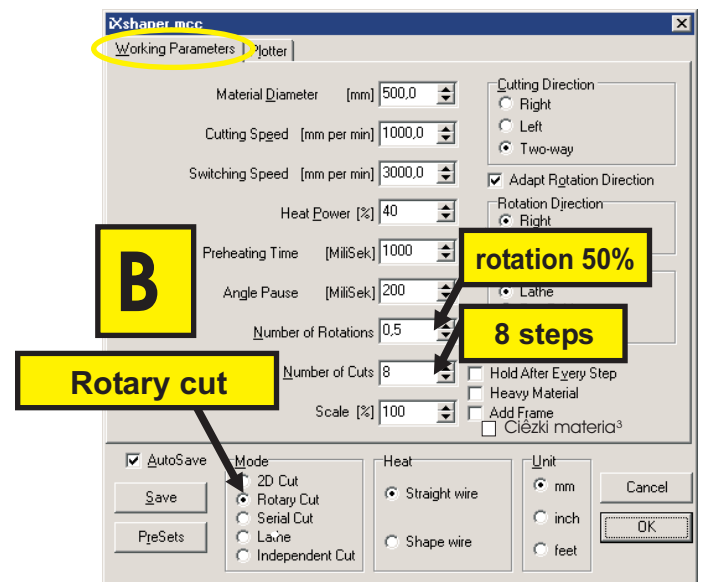 iXshaper.mcc
Working Parameters
Plotter
Material Diameter [mm] 500,0
Cutting Speed [mm per min] 1000,0
Switching Speed [mm per min] 3000,0
Heat Power [%] 40
Preheating Time [MiliSek] 1000
Angle Pause [MiliSek] 200
Number of Rotations 0,5
Number of Cuts 8
Scale [%] 100
Cutting Direction
Right
Left
Two-way
Adapt Rotation Direction
Rotation Direction
Right
Lathe
Hold After Every Step
Heavy Material
Add Frame
Ciêzki materia³
B
rotation 50%
8 steps
Rotary cut
AutoSave
Save
PreSets
Mode
2D Cut
Rotary Cut
Serial Cut
Lathe
Independent Cut
Heat
Straight wire
Shape wire
Unit
mm
inch
feet
Cancel
OK